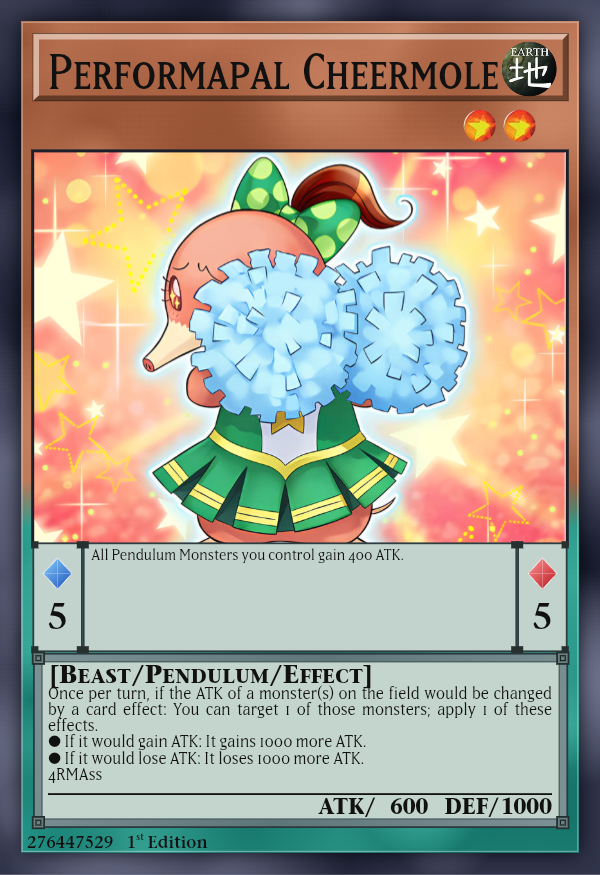 Performapal Cheermole
EARTH
地
All Pendulum Monsters you control gain 400 ATK.
5
5
[Beast/Pendulum/Effect]
Once per turn, if the ATK of a monster(s) on the field would be changed
by a card effect: You can target 1 of those monsters; apply 1 of these
effects.
● If it would gain ATK: It gains 1000 more ATK.
● If it would lose ATK: It loses 1000 more ATK.
4RMAss
ATK/ 600 DEF/1000
276447529 1st Edition